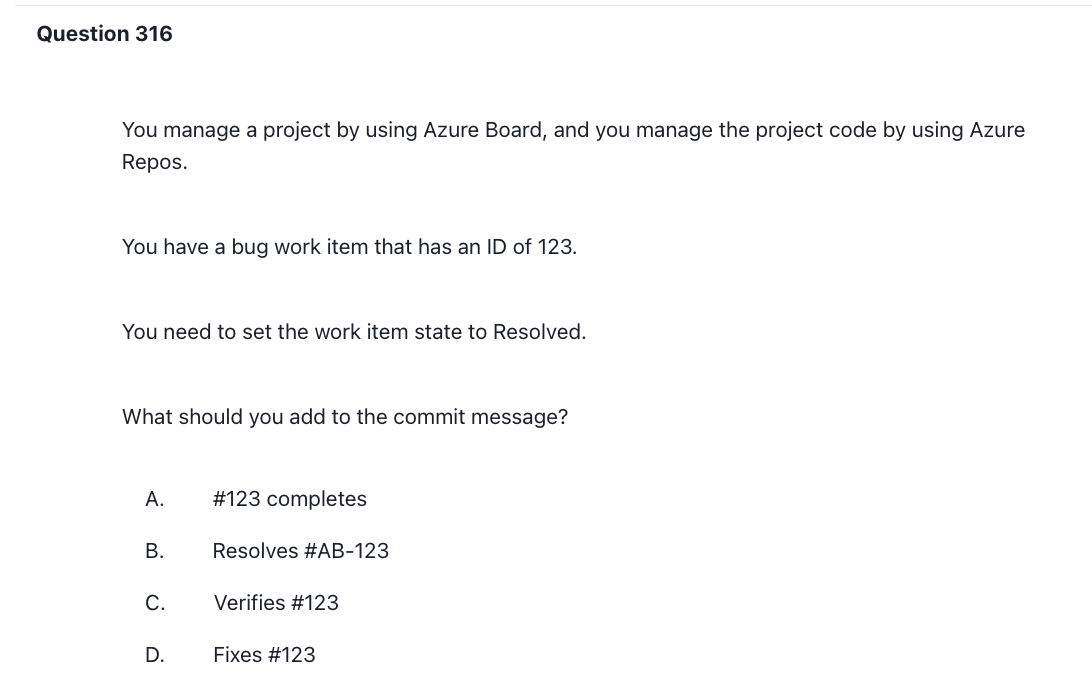 Question 316
You manage a project by using Azure Board, and you manage the project code by using Azure
Repos.
You have a bug work item that has an ID of 123.
You need to set the work item state to Resolved.
What should you add to the commit message?
A. #123 completes
B. Resolves #AB-123
C. Verifies #123
D. Fixes #123